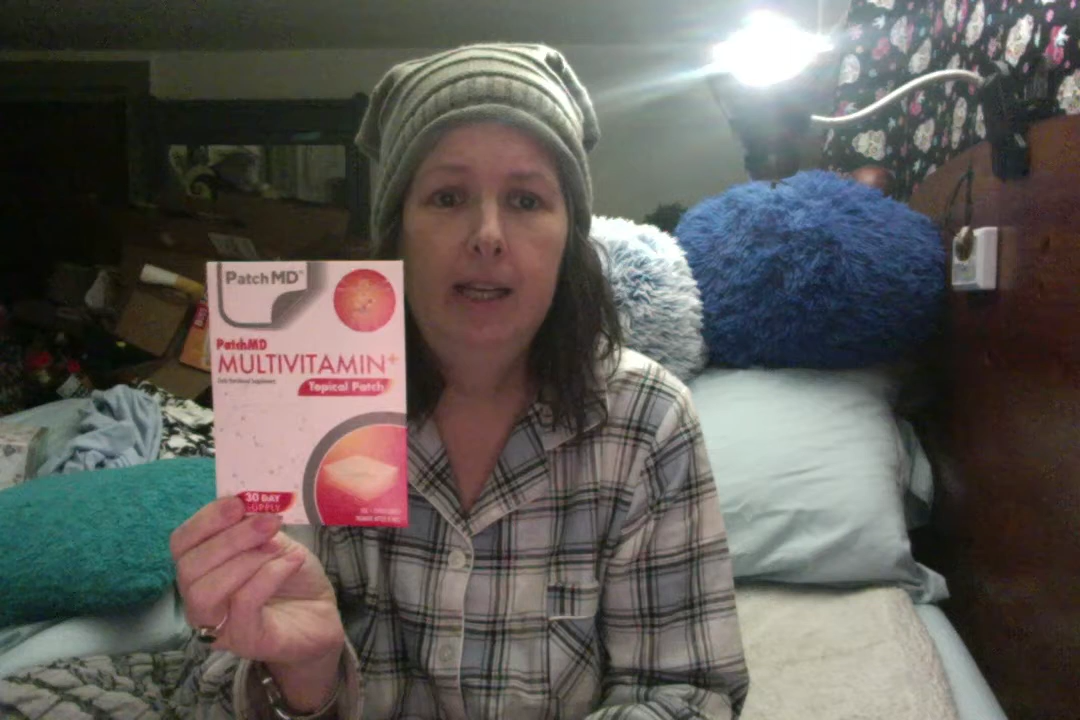 PatchMD
PatchMD
MULTIVITAMIN+
Topical Patch
30 DAY
SUPPLY